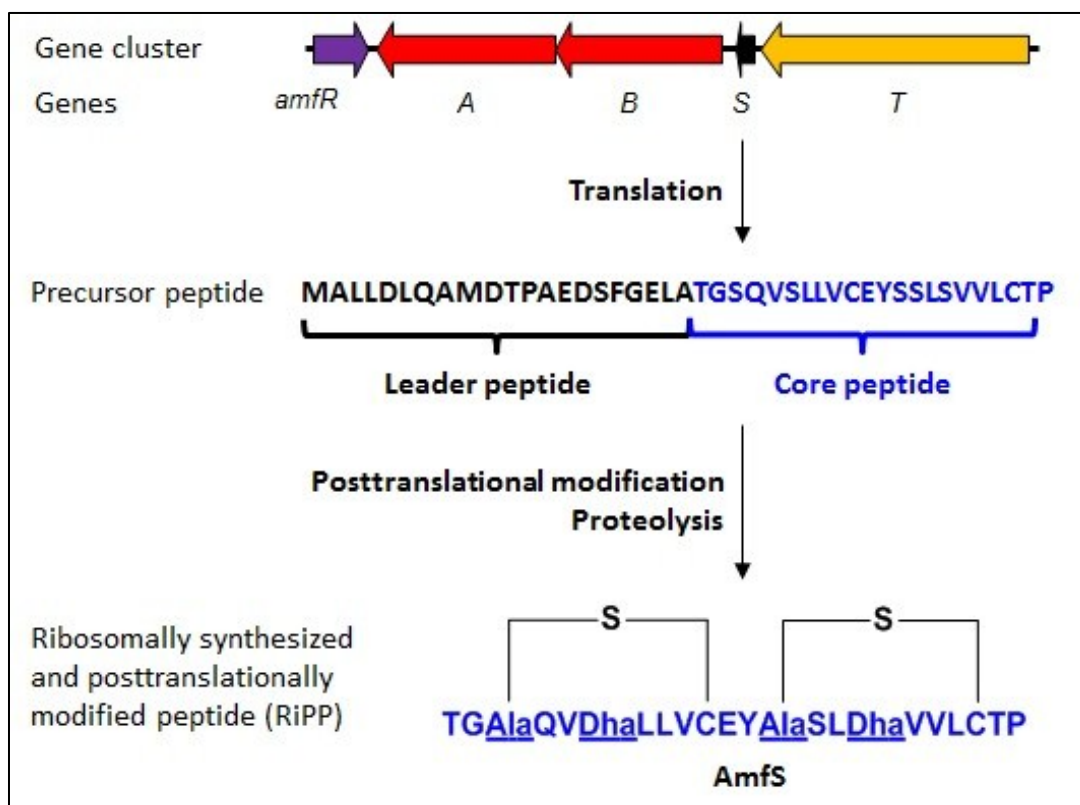 Gene cluster
Genes
amfR A B S T
Translation
Precursor peptide MALLDLQAMDTPAEDSFGELATGSQVSLLVCEYSSLSVVLCTP
Leader peptide Core peptide
Posttranslational modification
Proteolysis
Ribosomally synthesized
and posttranslationally
modified peptide (RiPP)
S S
TGAlaQVDhaLLVCEYAlaSLDhaVVLCTP
AmfS